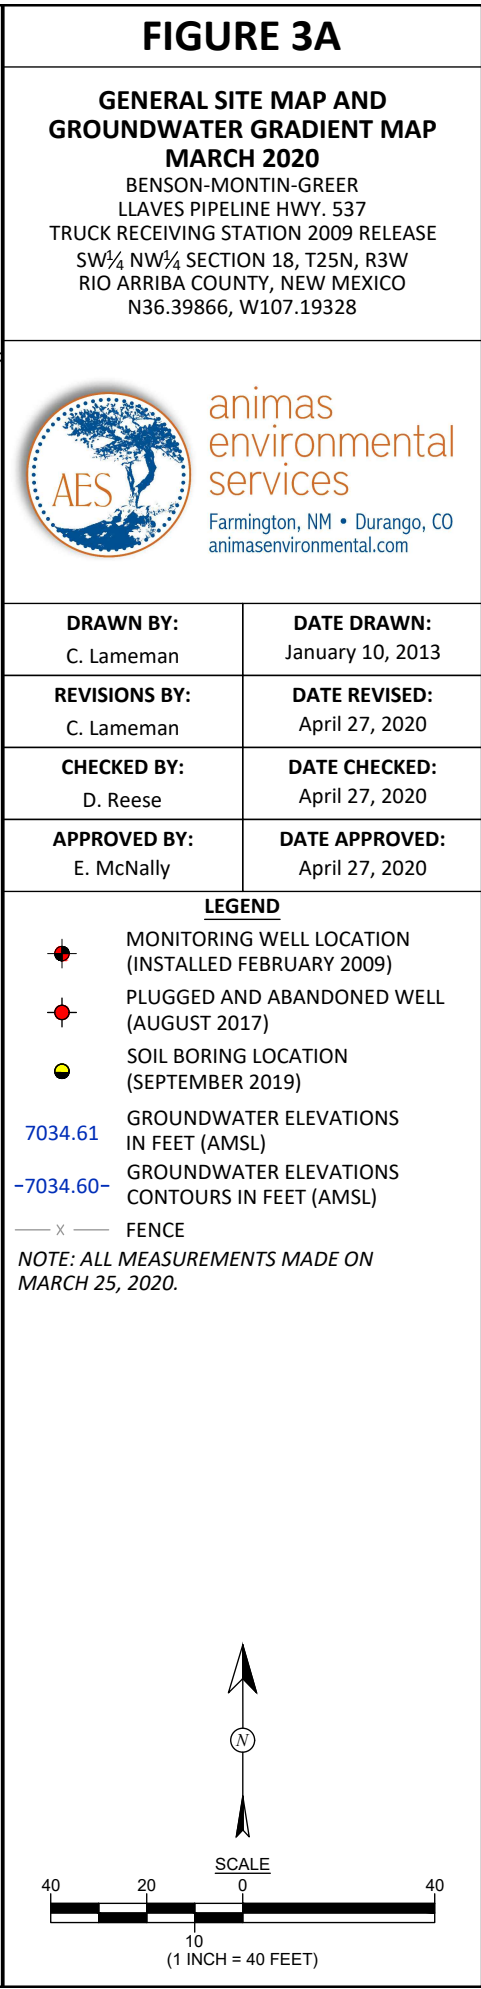 FIGURE 3A
GENERAL SITE MAP AND
GROUNDWATER GRADIENT MAP
MARCH 2020
BENSON-MONTIN-GREER
LLAVES PIPELINE HWY. 537
TRUCK RECEIVING STATION 2009 RELEASE
SW¼ NW¼ SECTION 18, T25N, R3W
RIO ARRIBA COUNTY, NEW MEXICO
N36.39866, W107.19328
AES
animas
environmental
services
Farmington, NM • Durango, CO
animasenvironmental.com
DRAWN BY:
C. Lameman
DATE DRAWN:
January 10, 2013
REVISIONS BY:
C. Lameman
DATE REVISED:
April 27, 2020
CHECKED BY:
D. Reese
DATE CHECKED:
April 27, 2020
APPROVED BY:
E. McNally
DATE APPROVED:
April 27, 2020
LEGEND
MONITORING WELL LOCATION
(INSTALLED FEBRUARY 2009)
PLUGGED AND ABANDONED WELL
(AUGUST 2017)
SOIL BORING LOCATION
(SEPTEMBER 2019)
7034.61
GROUNDWATER ELEVATIONS
IN FEET (AMSL)
-7034.60-
GROUNDWATER ELEVATIONS
CONTOURS IN FEET (AMSL)
X
FENCE
NOTE: ALL MEASUREMENTS MADE ON
MARCH 25, 2020.
N
SCALE
40 20 0 40
10
(1 INCH = 40 FEET)